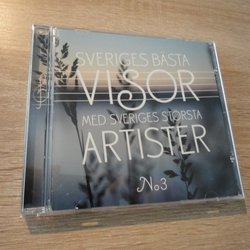 SVERIGES BÄSTA
VISOR
MED SVERIGES STÖRSTA
ARTISTER
No3